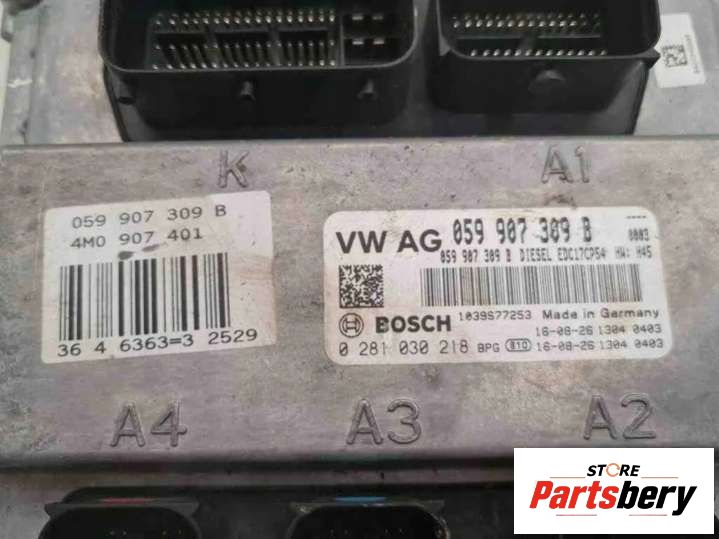 K
A1
059 907 309 B
4M0 907 401
36 4 6363=3 2529
VW AG 059 907 309 B 0003
059 907 309 B DIESEL EDC17CP54 HW: H45
1039S77253 Made in Germany
BOSCH 16-08-26 1304 0403
0 281 030 218 BPG 810 16-08-26 1304 0403
A4
A3
A2
STORE
Partsbery